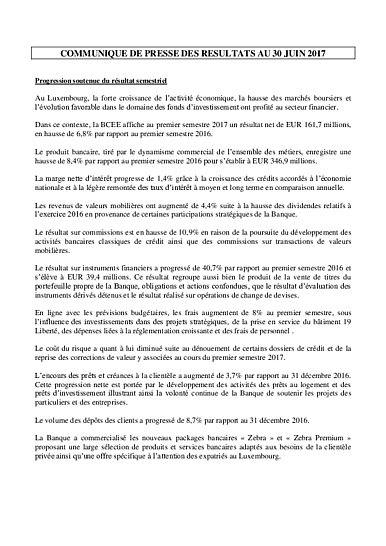 COMMUNIQUE DE PRESSE DES RESULTATS AU 30 JUIN 2017
Progression soutenue du résultat semestriel
Au Luxembourg, la forte croissance de l'activité économique, la hausse des marchés boursiers et
l'évolution favorable dans le domaine des fonds d'investissement ont profité au secteur financier.
Dans ce contexte, la BCEE affiche au premier semestre 2017 un résultat net de EUR 161,7 millions,
en hausse de 6,8% par rapport au premier semestre 2016.
Le produit bancaire, tiré par le dynamisme commercial de l'ensemble des métiers, enregistre une
hausse de 8,4% par rapport au premier semestre 2016 pour s'établir à EUR 346,9 millions.
La marge nette d'intérêt progresse de 1,4% grâce à la croissance des crédits accordés à l'économie
nationale et à la légère remontée des taux d'intérêt à moyen et long terme en comparaison annuelle.
Les revenus de valeurs mobilières ont augmenté de 4,4% suite à la hausse des dividendes relatifs à
l'exercice 2016 en provenance de certaines participations stratégiques de la Banque.
Le résultat sur commissions est en hausse de 10,9% en raison de la poursuite du développement des
activités bancaires classiques de crédit ainsi que des commissions sur transactions de valeurs
mobilières.
Le résultat sur instruments financiers a progressé de 40,7% par rapport au premier semestre 2016 et
s'élève à EUR 39,4 millions. Ce résultat regroupe aussi bien le produit de la vente de titres du
portefeuille propre de la Banque, obligations et actions confondues, que le résultat d'évaluation des
instruments dérivés détenus et le résultat réalisé sur opérations de change de devises.
En ligne avec les prévisions budgétaires, les frais augmentent de 8% au premier semestre, sous
l'influence des investissements dans des projets stratégiques, de la prise en service du bâtiment 19
Liberté, des dépenses liées à la réglementation croissante et des frais de personnel.
Le coût du risque a quant à lui diminué suite au dénouement de certains dossiers de crédit et de la
reprise des corrections de valeur y associées au cours du premier semestre 2017.
L'encours des prêts et créances à la clientèle a augmenté de 3,7% par rapport au 31 décembre 2016.
Cette progression nette est portée par le développement des activités des prêts au logement et des
prêts d'investissement illustrant ainsi la volonté continue de la Banque de soutenir les projets des
particuliers et des entreprises.
Le volume des dépôts des clients a progressé de 8,7% par rapport au 31 décembre 2016.
La Banque a commercialisé les nouveaux packages bancaires « Zebra » et « Zebra Premium »
proposant une large sélection de produits et services bancaires adaptés aux besoins de la clientèle
privée ainsi qu'une offre spécifique à l'attention des expatriés au Luxembourg.